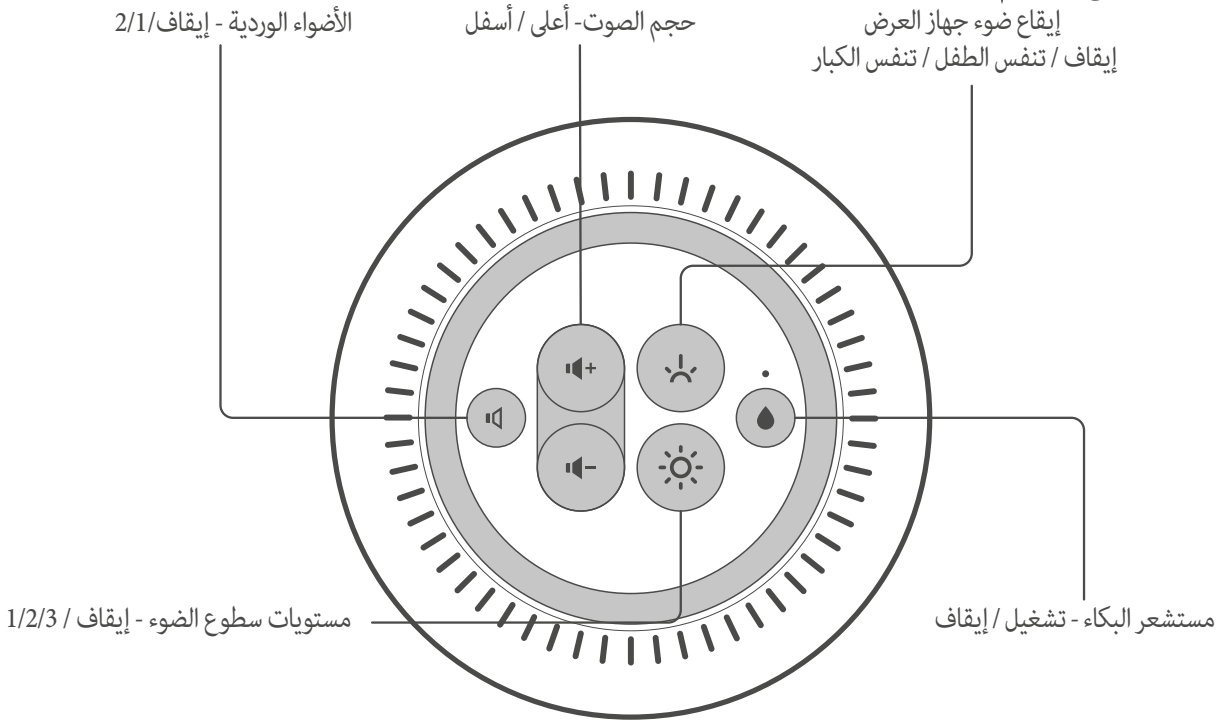 إيقاع ضوء جهاز العرض
إيقاف / تنفس الطفل / تنفس الكبار
حجم الصوت- أعلى / أسفل
الأضواء الوردية - إيقاف/2/1
مستشعر البكاء - تشغيل / إيقاف
مستويات سطوع الضوء - إيقاف / 1/2/3